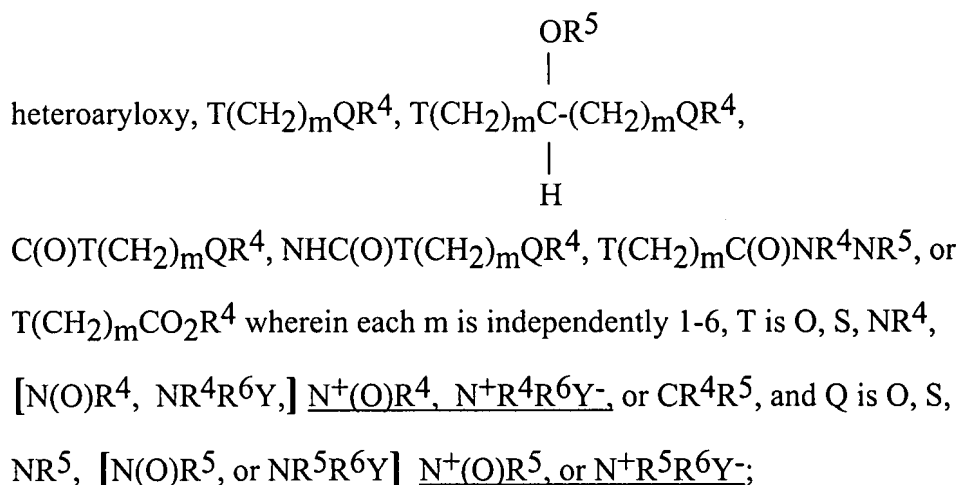 OR⁵
|
heteroaryloxy, T(CH₂)ₘQR⁴, T(CH₂)ₘC-(CH₂)ₘQR⁴,
|
H
C(O)T(CH₂)ₘQR⁴, NHC(O)T(CH₂)ₘQR⁴, T(CH₂)ₘC(O)NR⁴NR⁵, or
T(CH₂)ₘCO₂R⁴ wherein each m is independently 1-6, T is O, S, NR⁴,
[N(O)R⁴, NR⁴R⁶Y,] N⁺(O)R⁴, N⁺R⁴R⁶Y⁻, or CR⁴R⁵, and Q is O, S,
NR⁵, [N(O)R⁵, or NR⁵R⁶Y] N⁺(O)R⁵, or N⁺R⁵R⁶Y⁻;